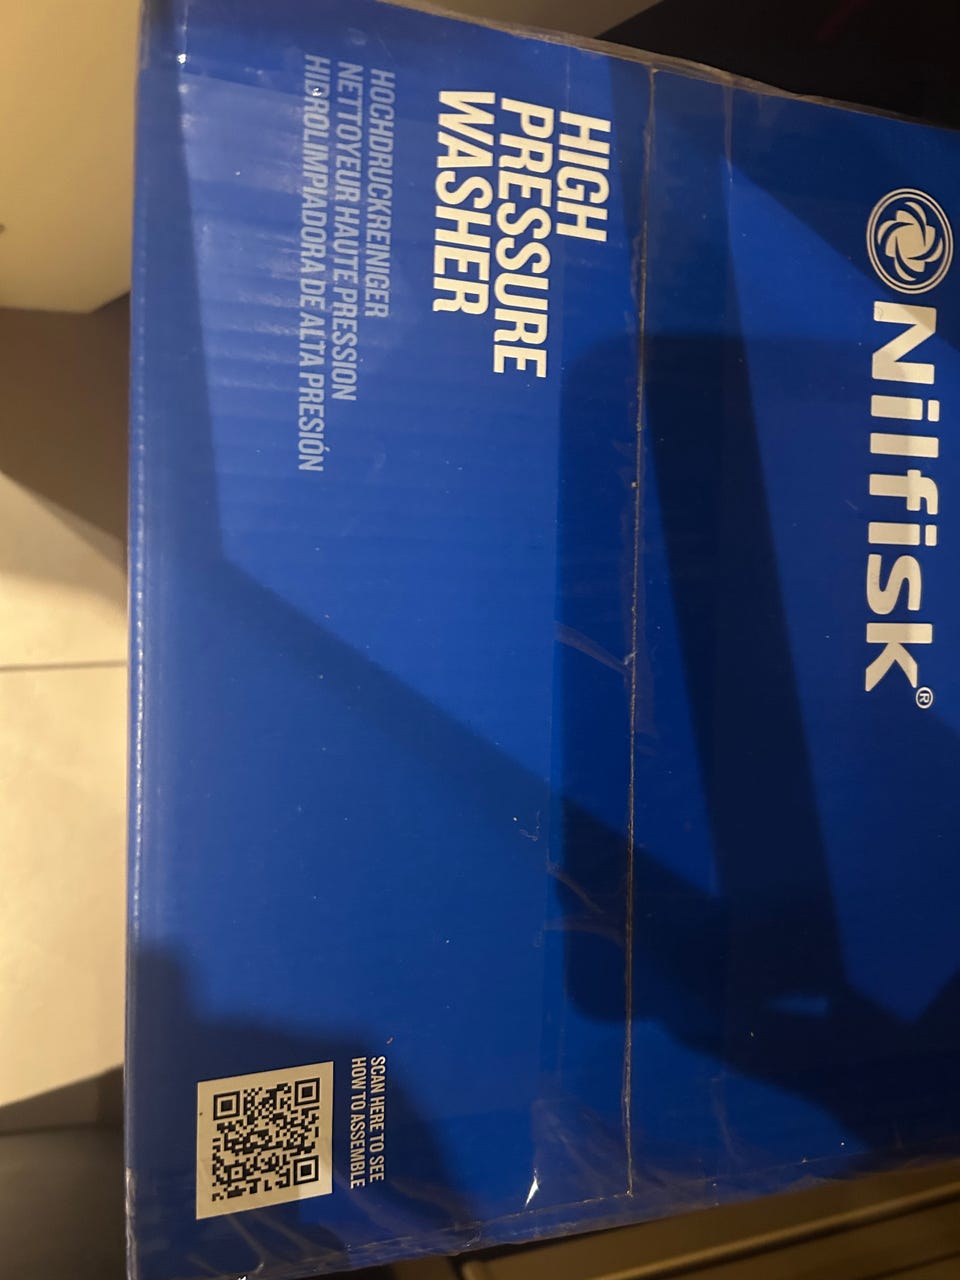 Nilfisk®
HIGH
PRESSURE
WASHER
HOCHDRUCKREINIGER
NETTOYEUR HAUTE PRESSION
HIDROLIMPIADORA DE ALTA PRESIÓN
SCAN HERE TO SEE
HOW TO ASSEMBLE